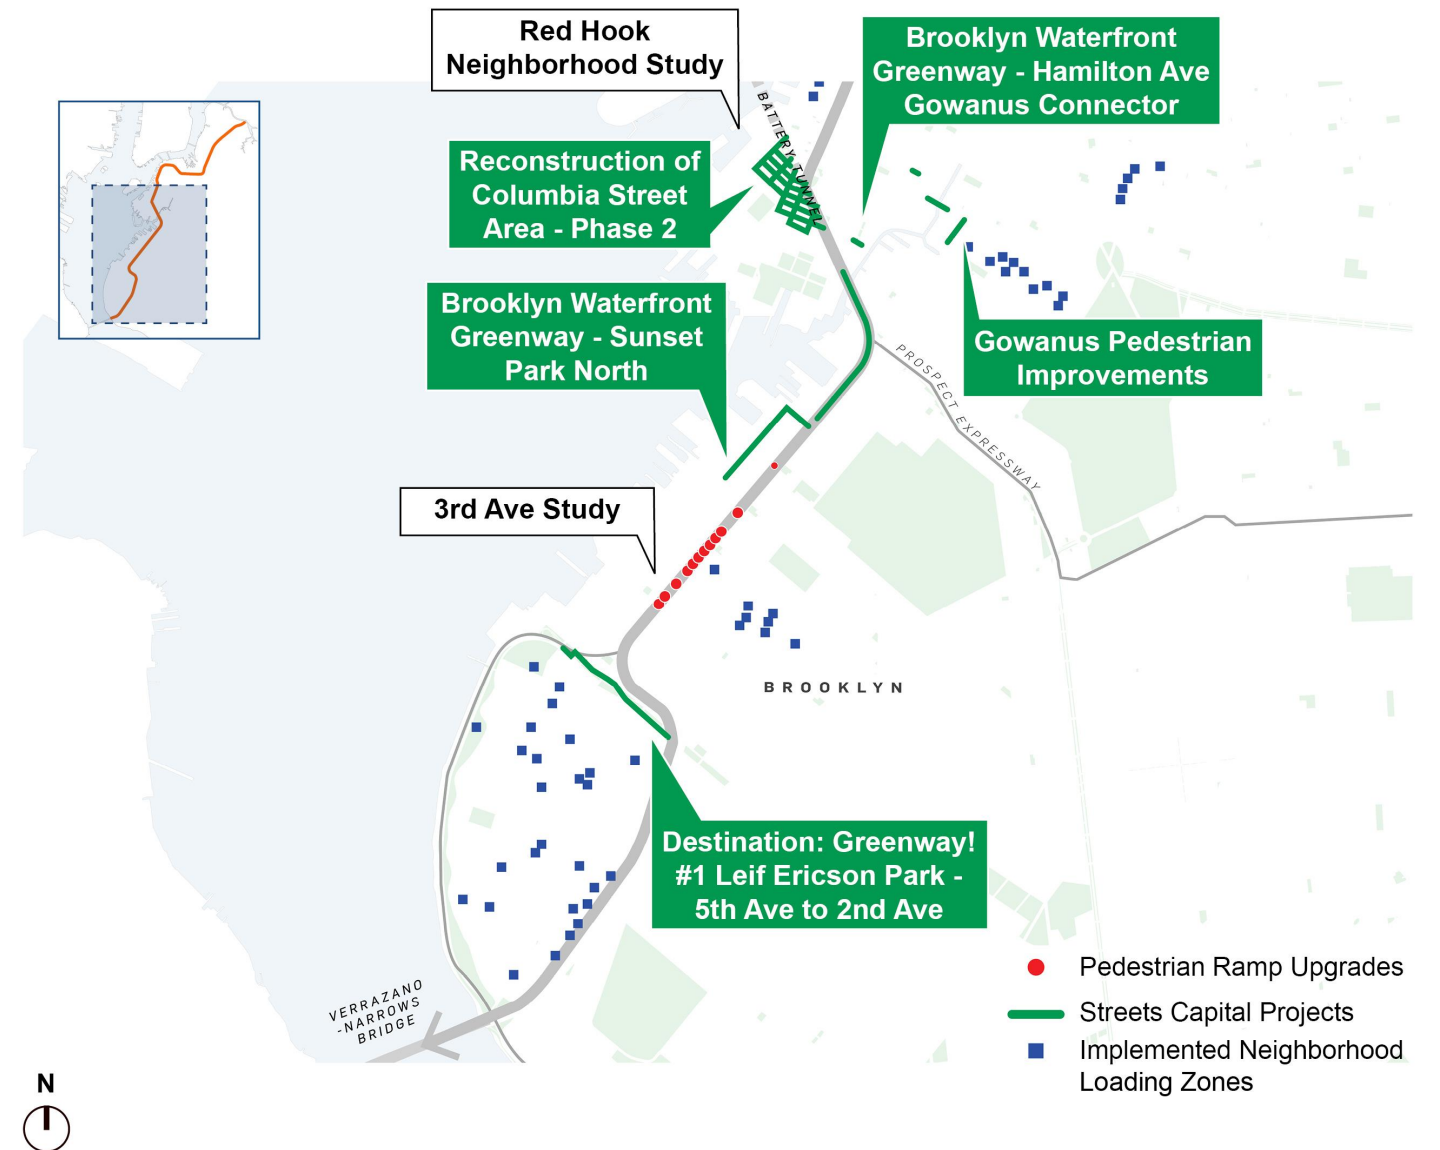 Red Hook
Neighborhood Study
Brooklyn Waterfront
Greenway - Hamilton Ave
Gowanus Connector
BATTERY TUNNEL
Reconstruction of
Columbia Street
Area - Phase 2
Brooklyn Waterfront
Greenway - Sunset
Park North
Gowanus Pedestrian
Improvements
PROSPECT EXPRESSWAY
3rd Ave Study
BROOKLYN
Destination: Greenway!
#1 Leif Ericson Park -
5th Ave to 2nd Ave
VERRAZANO
-NARROWS
BRIDGE
Pedestrian Ramp Upgrades
Streets Capital Projects
Implemented Neighborhood
Loading Zones
N